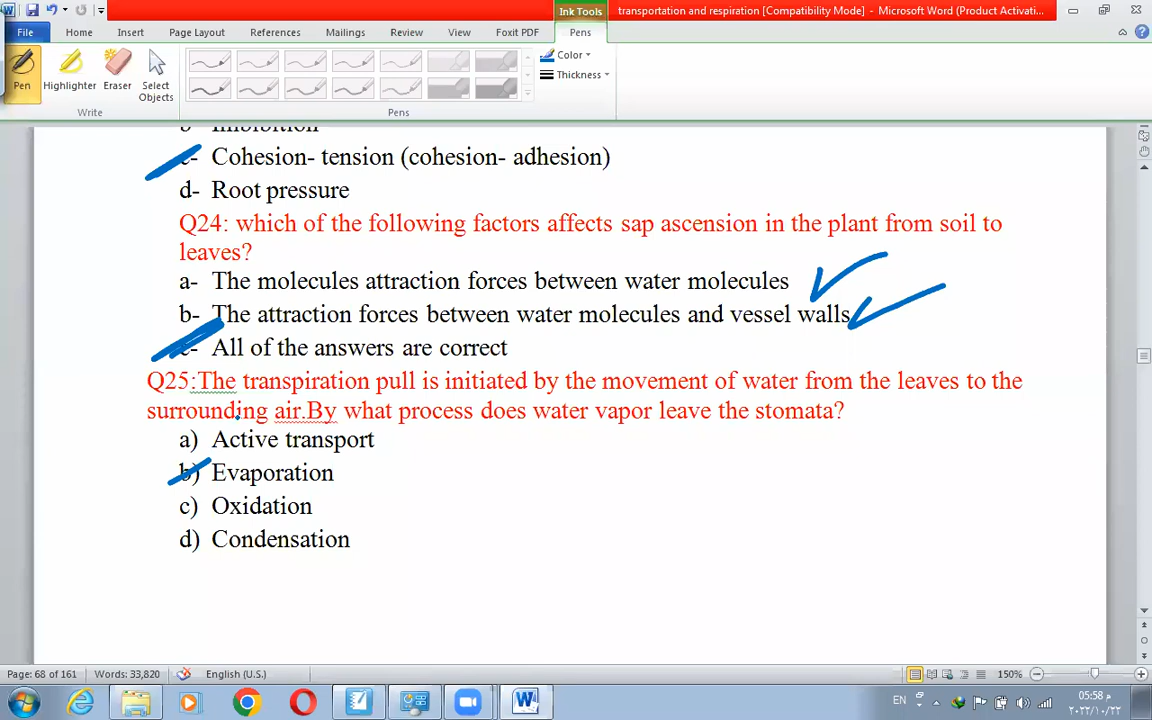 Ink Tools
transportation and respiration [Compatibility Mode] - Microsoft Word (Product Activati...
File Home Insert Page Layout References Mailings Review View Foxit PDF Pens
Pen Highlighter Eraser Select Objects
Color
Thickness
Write
Pens
b- Imbibition
c- Cohesion- tension (cohesion- adhesion)
d- Root pressure
Q24: which of the following factors affects sap ascension in the plant from soil to
leaves?
a- The molecules attraction forces between water molecules
b- The attraction forces between water molecules and vessel walls
c- All of the answers are correct
Q25:The transpiration pull is initiated by the movement of water from the leaves to the
surrounding air.By what process does water vapor leave the stomata?
a) Active transport
b) Evaporation
c) Oxidation
d) Condensation
Page: 68 of 161 Words: 33,820 English (U.S.) 150%
EN
05:58 م
٢٠٢٢/١٠/٢٢